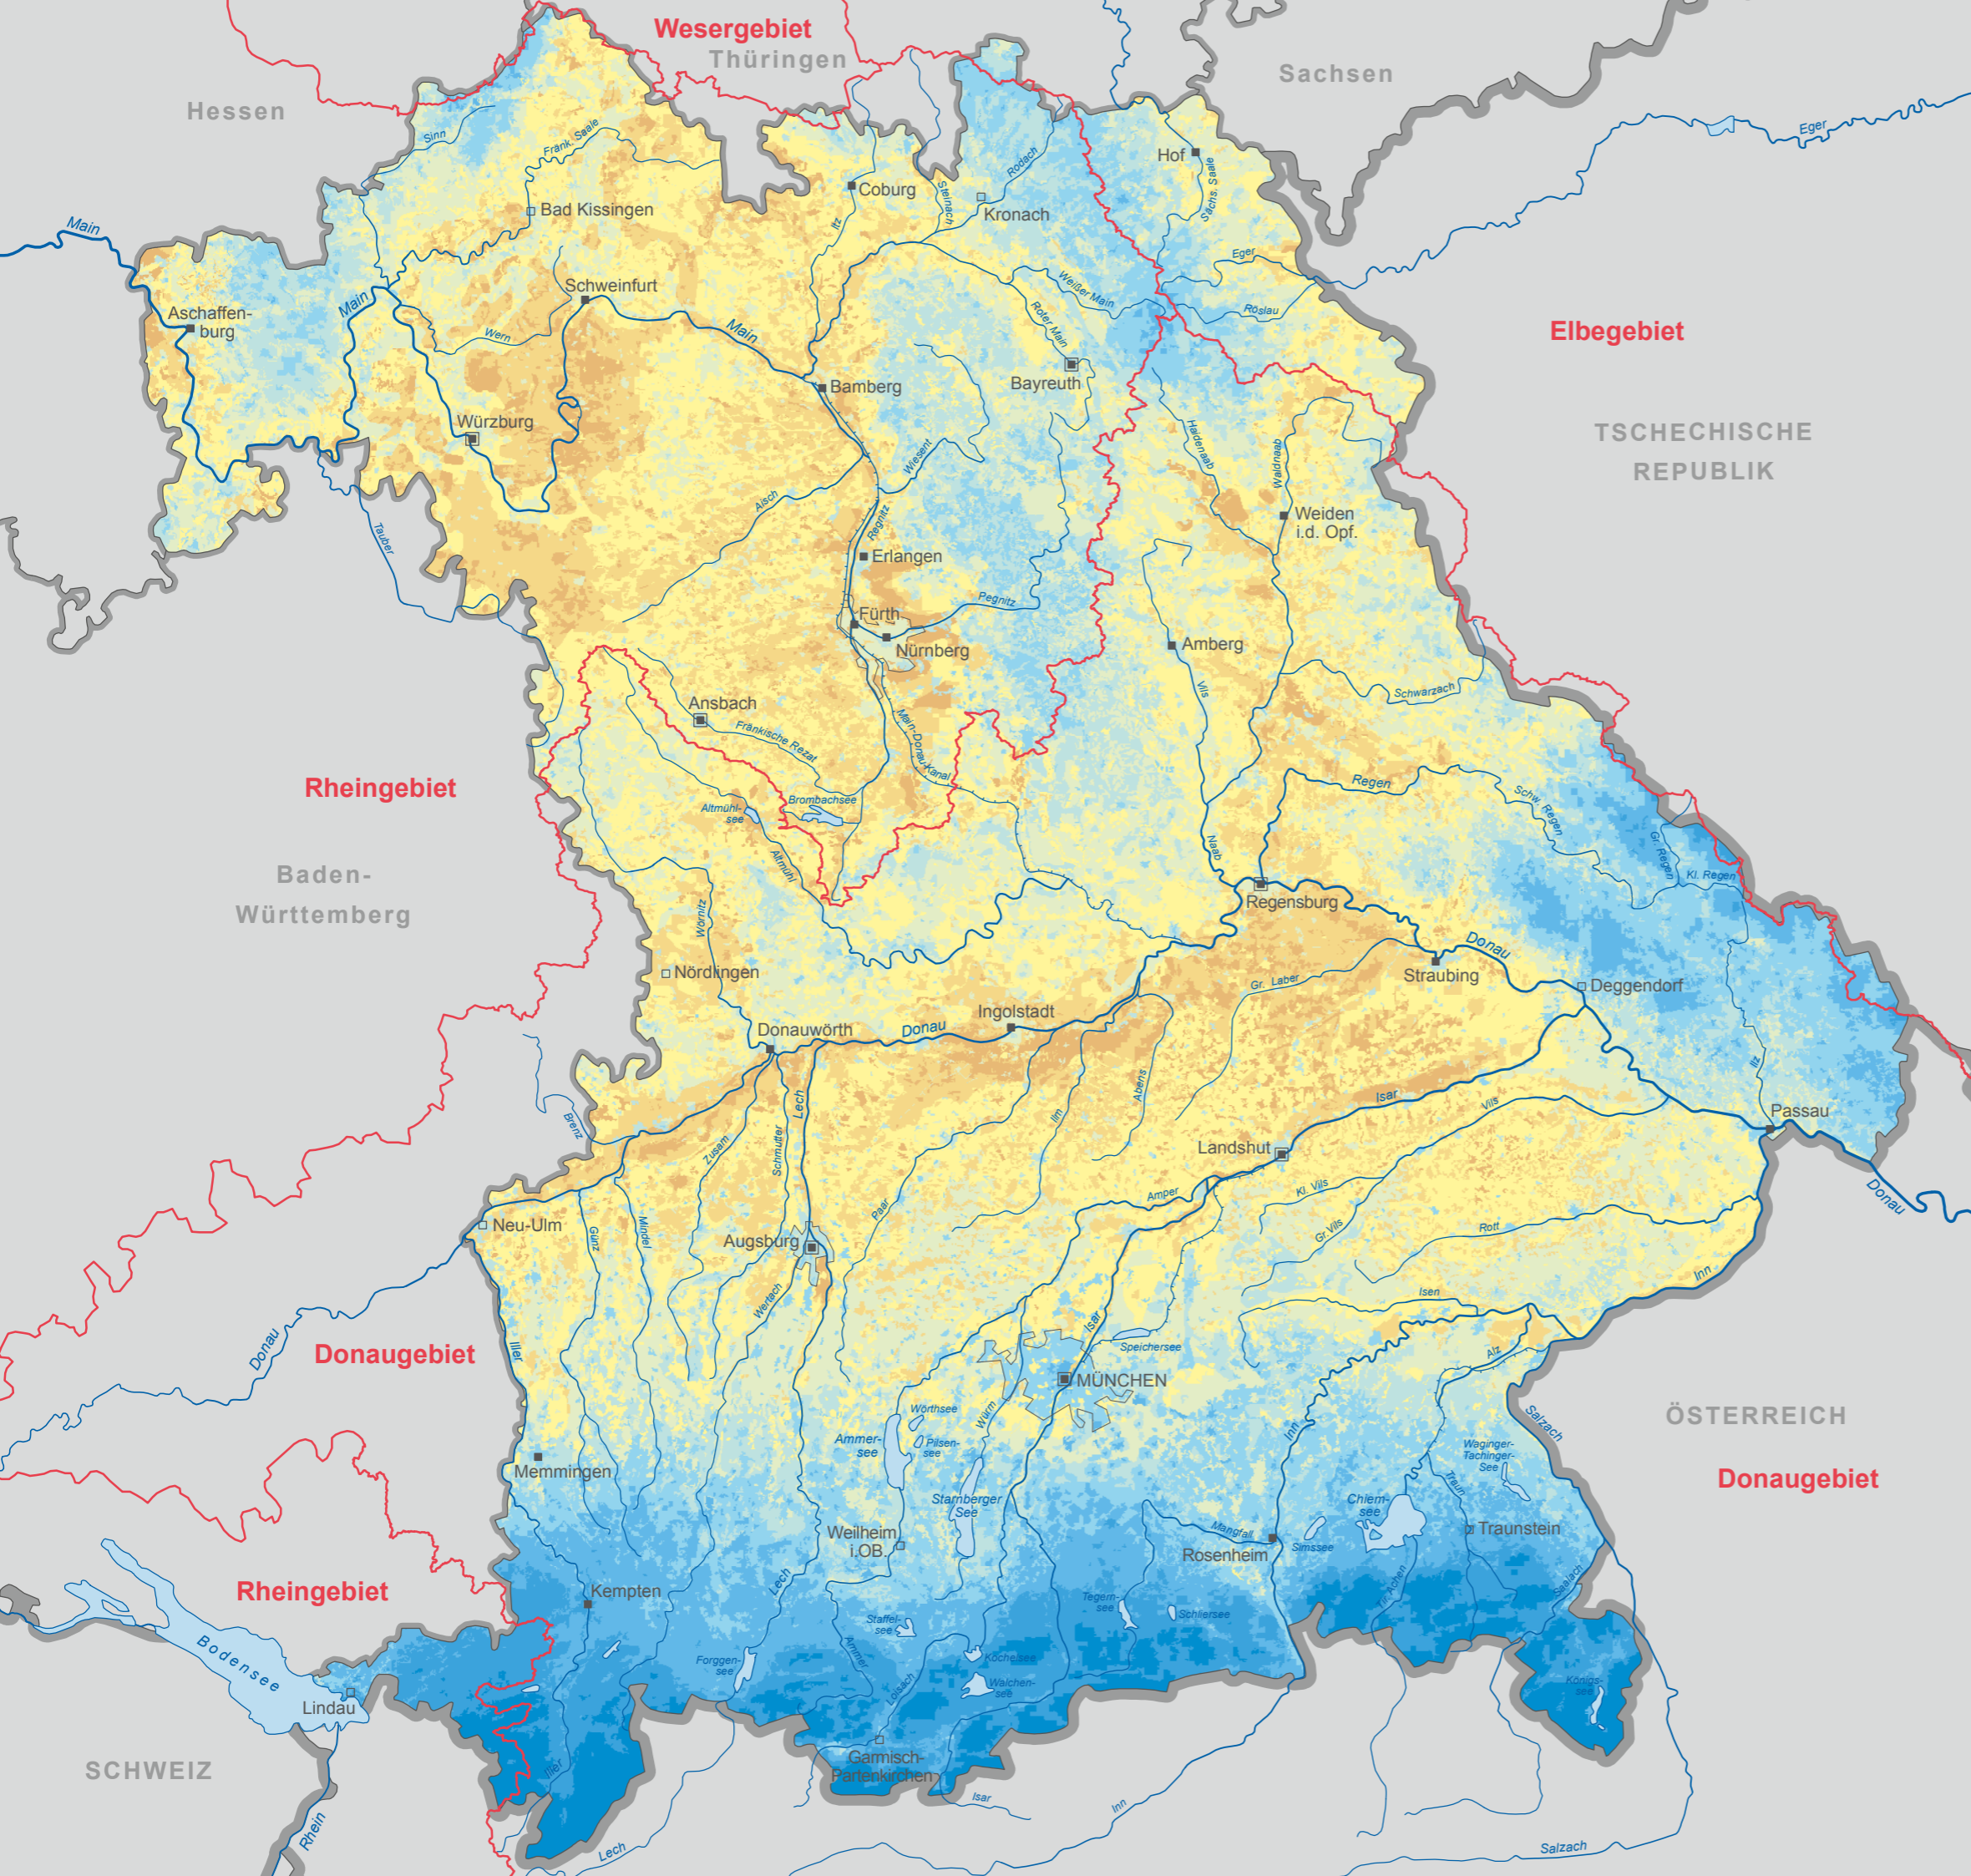 Wesergebiet
Thüringen
Sachsen
Hessen
Eger
Sinn
Fränk. Saale
Hof
Sächs. Saale
Rodach
Coburg
Steinach
Kronach
Bad Kissingen
Itz
Main
Eger
Weißer Main
Röslau
Schweinfurt
Main
Aschaffen-
burg
Wern
Main
Roter Main
Elbegebiet
Bayreuth
Bamberg
Würzburg
TSCHECHISCHE
REPUBLIK
Haidenaab
Waldnaab
Wiesent
Aisch
Regnitz
Weiden
i.d. Opf.
Tauber
Erlangen
Pegnitz
Fürth
Nürnberg
Amberg
Vils
Schwarzach
Ansbach
Fränkische Rezat
Main-Donau-Kanal
Rheingebiet
Altmühl-
see
Brombachsee
Regen
Schw. Regen
Gr. Regen
Kl. Regen
Altmühl
Naab
Baden-
Württemberg
Regensburg
Wörnitz
Donau
Nördlingen
Straubing
Gr. Laber
Deggendorf
Ingolstadt
Donauwörth
Donau
Ilz
Abens
Isar
Vils
Lech
Passau
Ilm
Brenz
Zusam
Schmutter
Landshut
Amper
Kl. Vils
Donau
Paar
Neu-Ulm
Günz
Mindel
Augsburg
Gr. Vils
Rott
Inn
Wertach
Isen
Isar
Donau
Iller
Donaugebiet
Speichersee
Alz
MÜNCHEN
Wörthsee
Würm
Ammer-
see
Pilsen-
see
Inn
Salzach
ÖSTERREICH
Waginger-
Tachinger-
See
Memmingen
Donaugebiet
Traun
Starnberger
See
Chiem-
see
Weilheim
i.OB.
Mangfall
Traunstein
Rosenheim
Simssee
Rheingebiet
Kempten
Lech
Tir. Achen
Saalach
Tegern-
see
Schliersee
Staffel-
see
Bodensee
Ammer
Kochelsee
Forggen-
see
Loisach
Walchen-
see
Königs-
see
Lindau
Garmisch-
Partenkirchen
SCHWEIZ
Iller
Isar
Inn
Rhein
Lech
Salzach